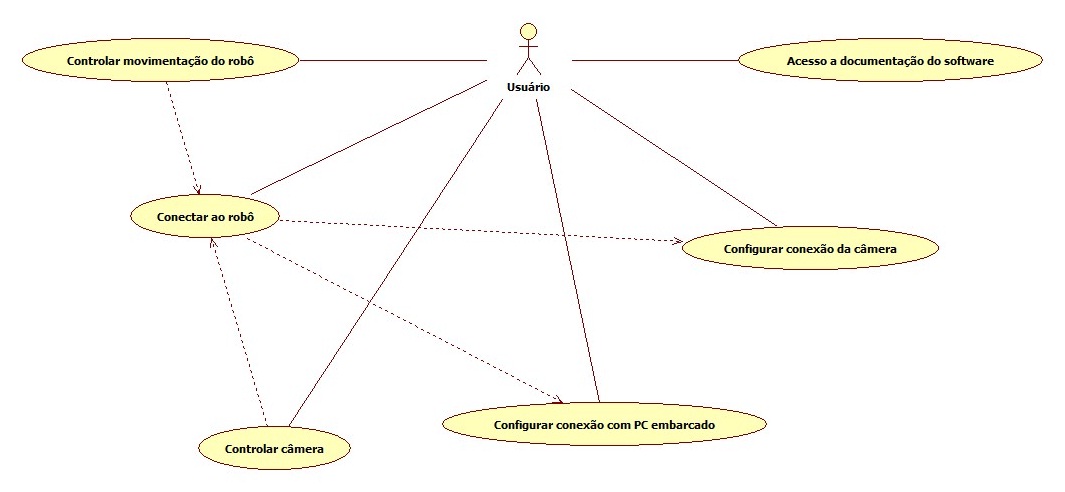 Controlar movimentação do robô
Usuário
Acesso a documentação do software
Conectar ao robô
Configurar conexão da câmera
Configurar conexão com PC embarcado
Controlar câmera